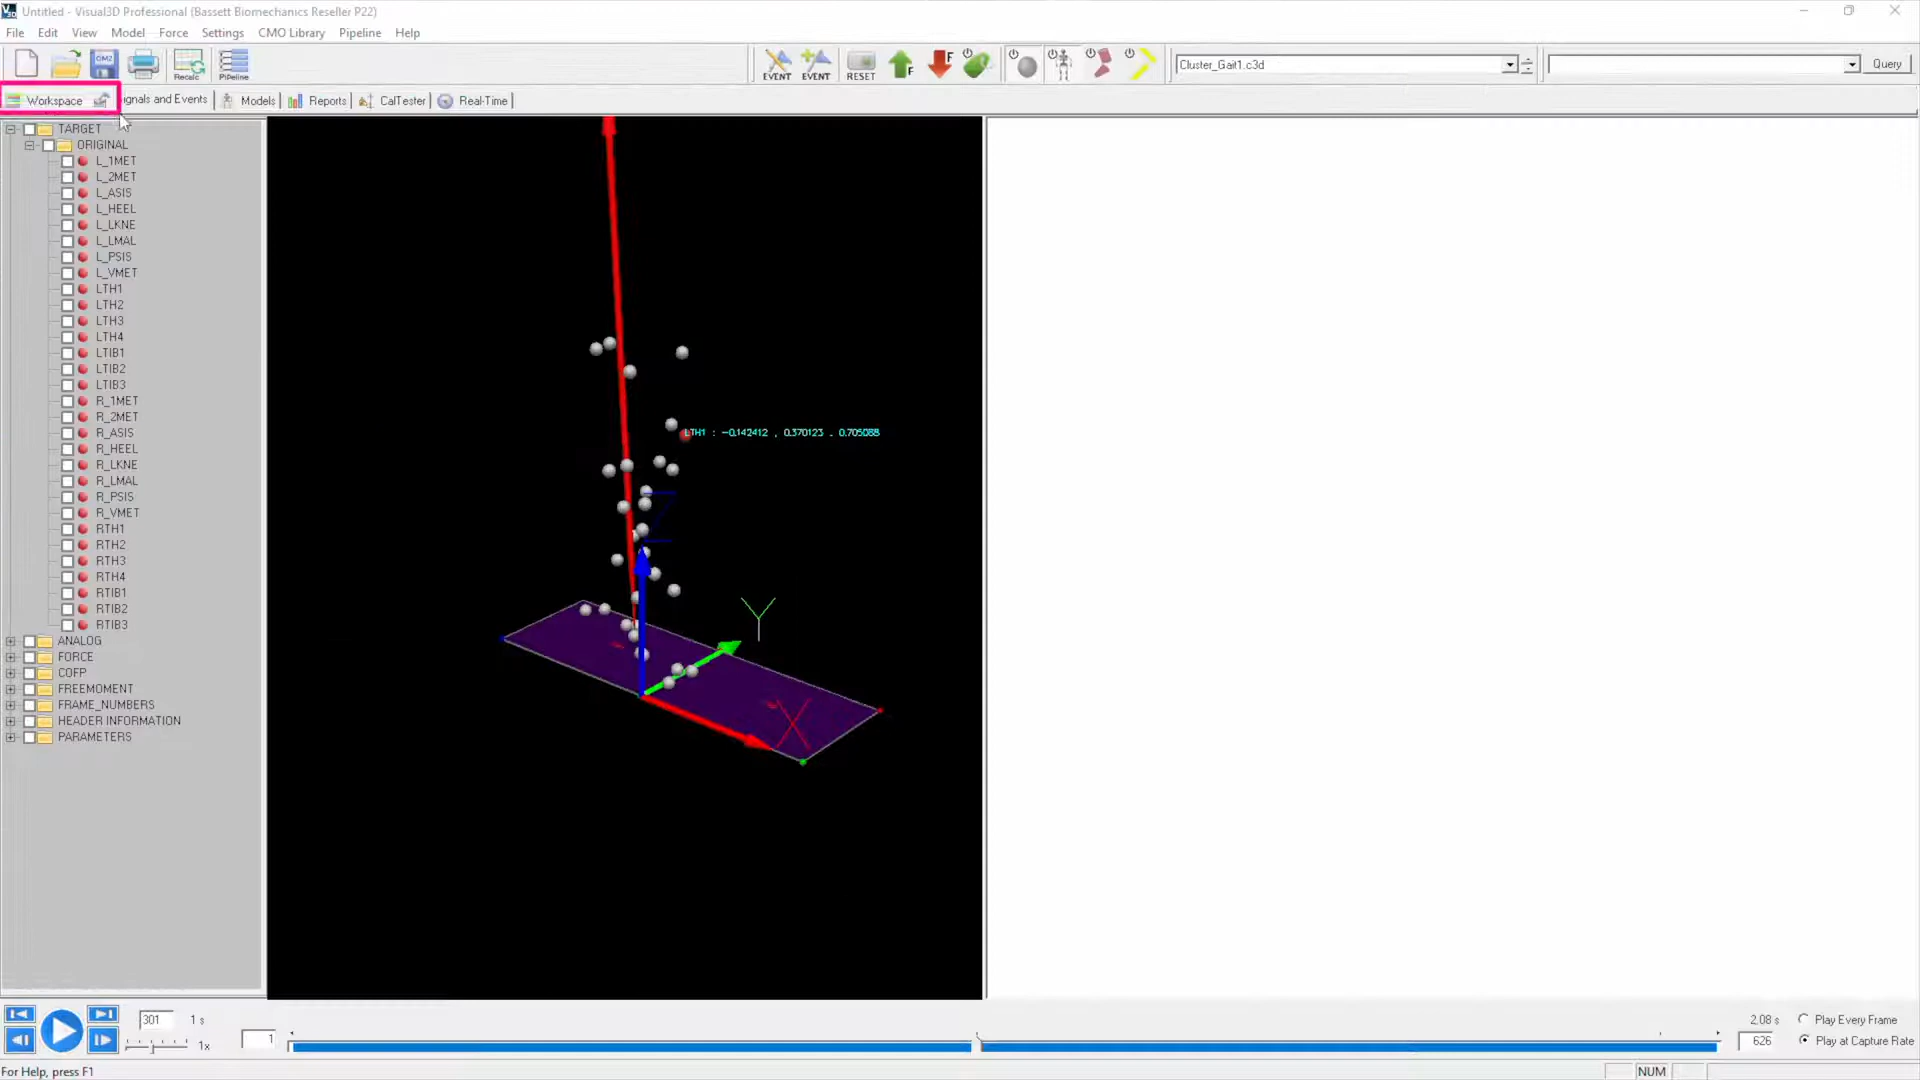 Untitled - Visual3D Professional (Bassett Biomechanics Reseller P22)
File Edit View Model Force Settings CMO Library Pipeline Help
CMZ Recalc Pipeline EVENT EVENT RESET F F Cluster_Gait1.c3d Query
Workspace gnals and Events Models Reports CalTester Real-Time
TARGET
ORIGINAL
L_1MET
L_2MET
L_ASIS
L_HEEL
L_LKNE
L_LMAL
L_PSIS
L_VMET
LTH1
LTH2
LTH3
LTH4
LTIB1
LTIB2
LTIB3
R_1MET
R_2MET
R_ASIS
R_HEEL
R_LKNE
R_LMAL
R_PSIS
R_VMET
RTH1
RTH2
RTH3
RTH4
RTIB1
RTIB2
RTIB3
ANALOG
FORCE
COFP
FREEMOMENT
FRAME_NUMBERS
HEADER INFORMATION
PARAMETERS
LTH1 : -0.142412 , 0.370123 , 0.705088
Z
Y
X
301 1 s
1x
1
2.08 s
626
Play Every Frame
Play at Capture Rate
For Help, press F1
NUM